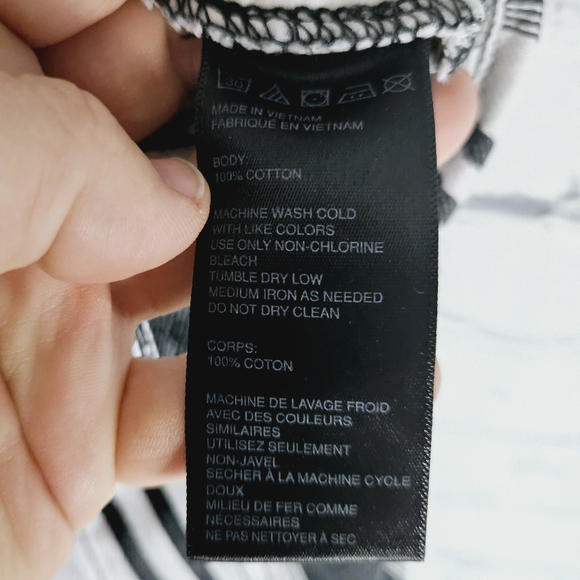 30
MADE IN VIETNAM
FABRIQUÉ EN VIETNAM
BODY:
100% COTTON
MACHINE WASH COLD
WITH LIKE COLORS
USE ONLY NON-CHLORINE
BLEACH
TUMBLE DRY LOW
MEDIUM IRON AS NEEDED
DO NOT DRY CLEAN
CORPS:
100% COTON
MACHINE DE LAVAGE FROID
AVEC DES COULEURS
SIMILAIRES
UTILISEZ SEULEMENT
NON-JAVEL
SECHER À LA MACHINE CYCLE
DOUX
MILIEU DE FER COMME
NÉCESSAIRES
NE PAS NETTOYER À SEC